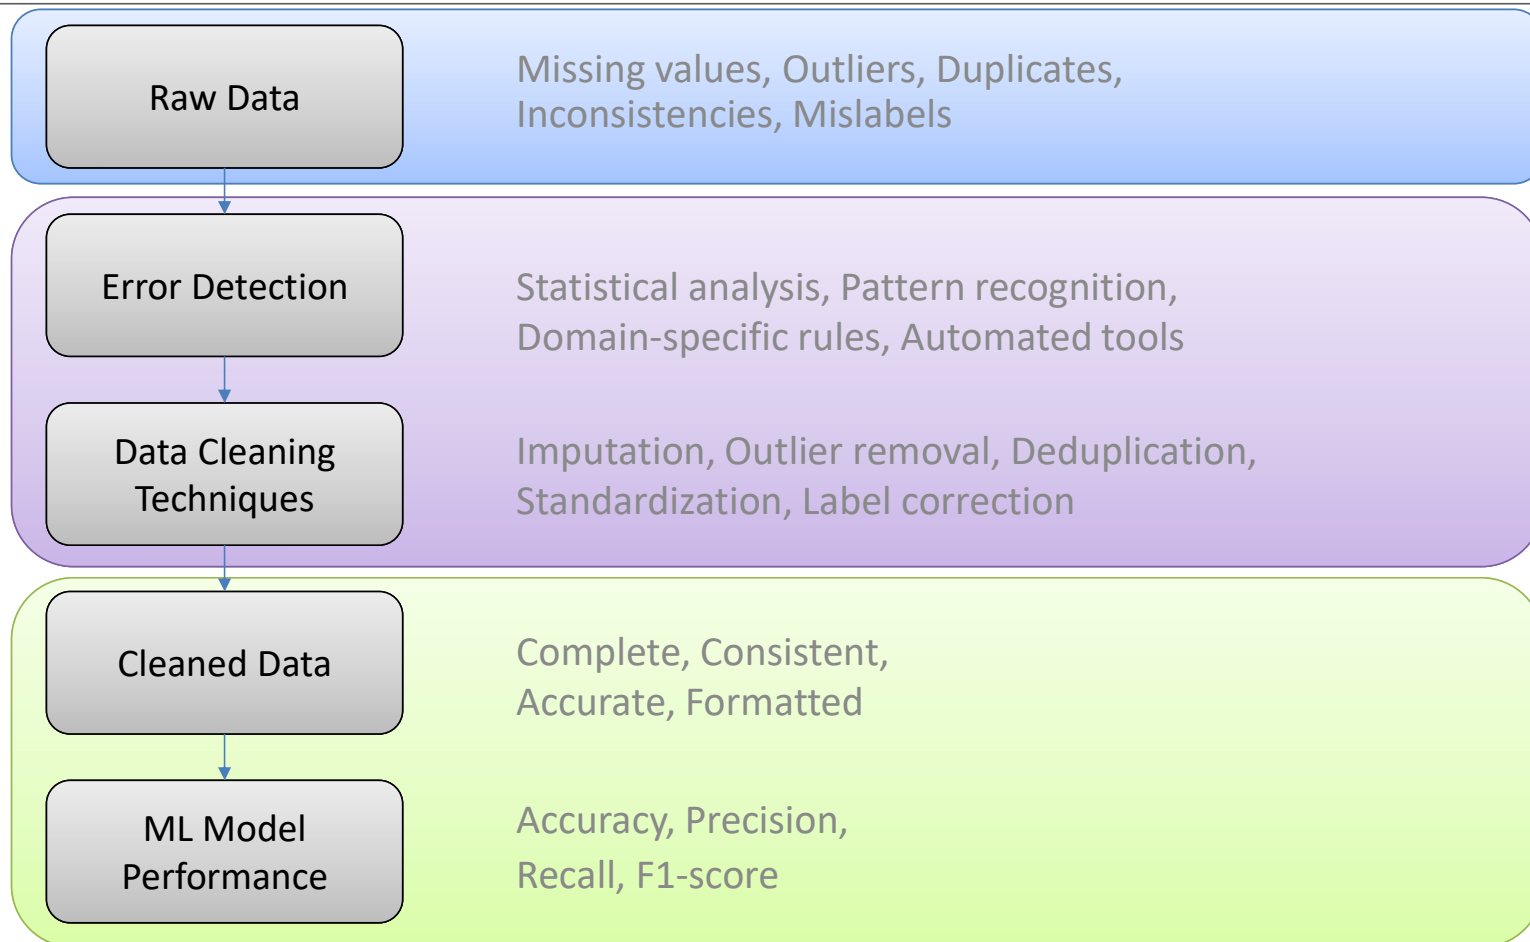 Raw Data
Missing values, Outliers, Duplicates,
Inconsistencies, Mislabels
Error Detection
Statistical analysis, Pattern recognition,
Domain-specific rules, Automated tools
Data Cleaning
Techniques
Imputation, Outlier removal, Deduplication,
Standardization, Label correction
Cleaned Data
Complete, Consistent,
Accurate, Formatted
ML Model
Performance
Accuracy, Precision,
Recall, F1-score